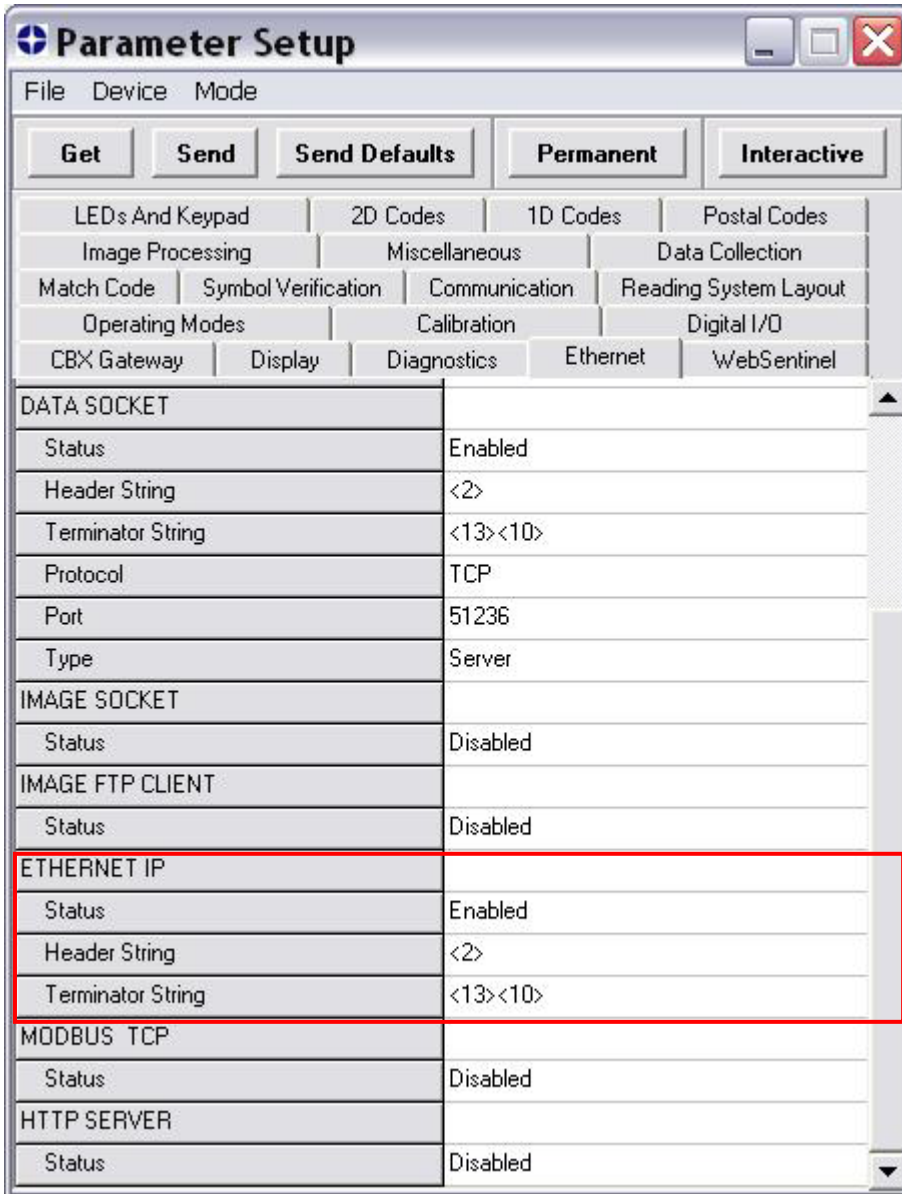 Parameter Setup
File Device Mode
Get Send Send Defaults Permanent Interactive
LEDs And Keypad 2D Codes 1D Codes Postal Codes
Image Processing Miscellaneous Data Collection
Match Code Symbol Verification Communication Reading System Layout
Operating Modes Calibration Digital I/O
CBX Gateway Display Diagnostics Ethernet WebSentinel
DATA SOCKET
Status Enabled
Header String <2>
Terminator String <13><10>
Protocol TCP
Port 51236
Type Server
IMAGE SOCKET
Status Disabled
IMAGE FTP CLIENT
Status Disabled
ETHERNET IP
Status Enabled
Header String <2>
Terminator String <13><10>
MODBUS TCP
Status Disabled
HTTP SERVER
Status Disabled